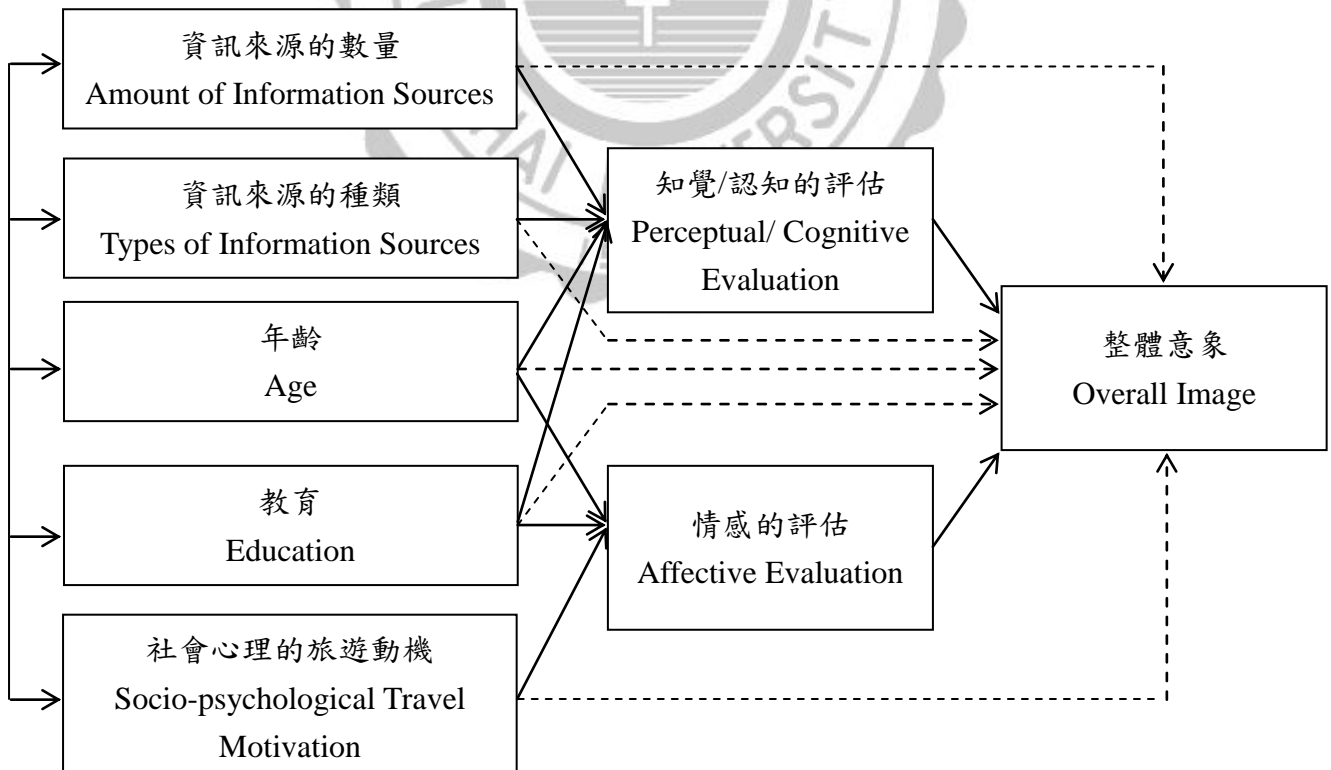 資訊來源的數量
Amount of Information Sources
資訊來源的種類
Types of Information Sources
年齡
Age
教育
Education
社會心理的旅遊動機
Socio-psychological Travel
Motivation
知覺/認知的評估
Perceptual/ Cognitive
Evaluation
情感的評估
Affective Evaluation
整體意象
Overall Image